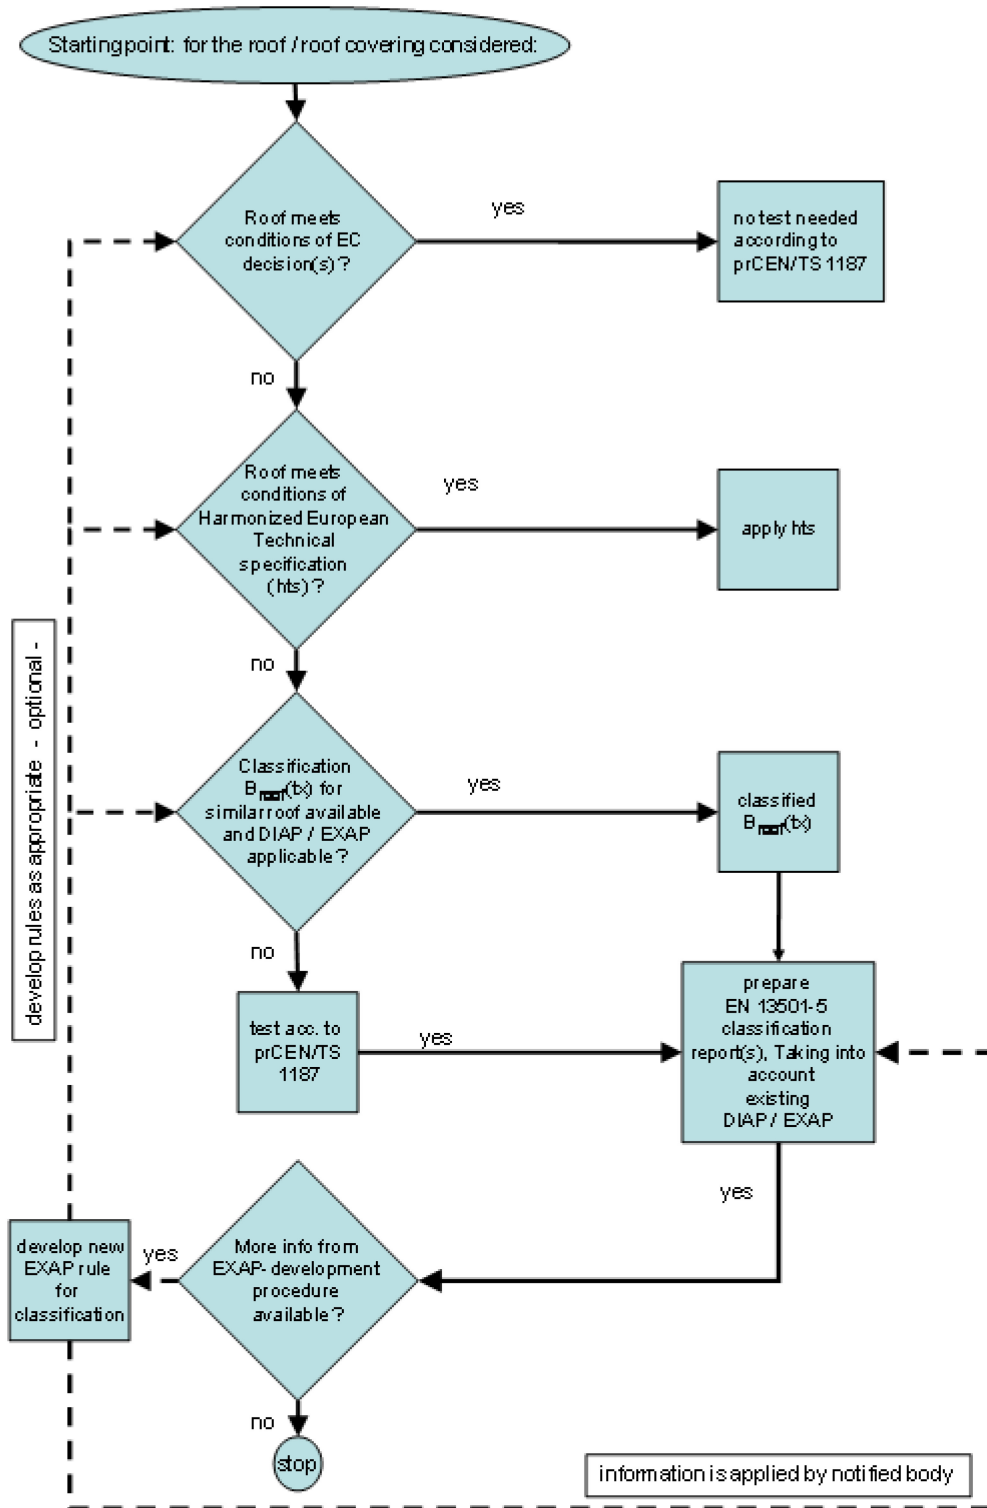 Starting point: for the roof / roof covering considered:
Roof meets
conditions of EC
decision(s) ?
yes
no test needed
according to
prCEN/TS 1187
no
Roof meets
conditions of
Harmonized European
Technical
specification
(hts) ?
yes
apply hts
no
Classification
Broof(tx) for
similar roof available
and DIAP / EXAP
applicable ?
yes
classified
Broof(tx)
no
test acc. to
prCEN/TS
1187
yes
prepare
EN 13501-5
classification
report(s), Taking into
account
existing
DIAP / EXAP
yes
More info from
EXAP- development
procedure
available ?
yes
develop new
EXAP rule
for
classification
no
stop
develop rules as appropriate - optional -
information is applied by notified body